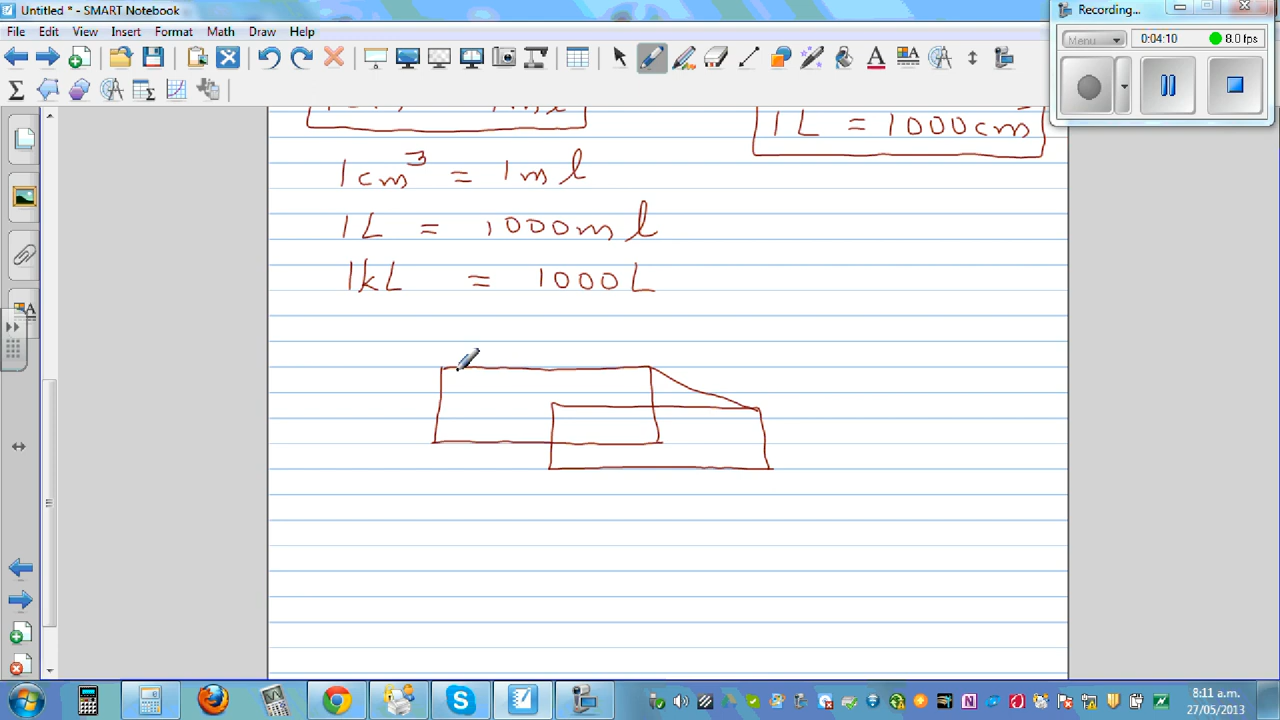 Untitled * - SMART Notebook
File Edit View Insert Format Math Draw Help
Recording...
Menu
0:04:10
8.0 fps
1L = 1000cm³
1cm³ = 1ml
1L = 1000ml
1kL = 1000L
8:11 a.m.
27/05/2013